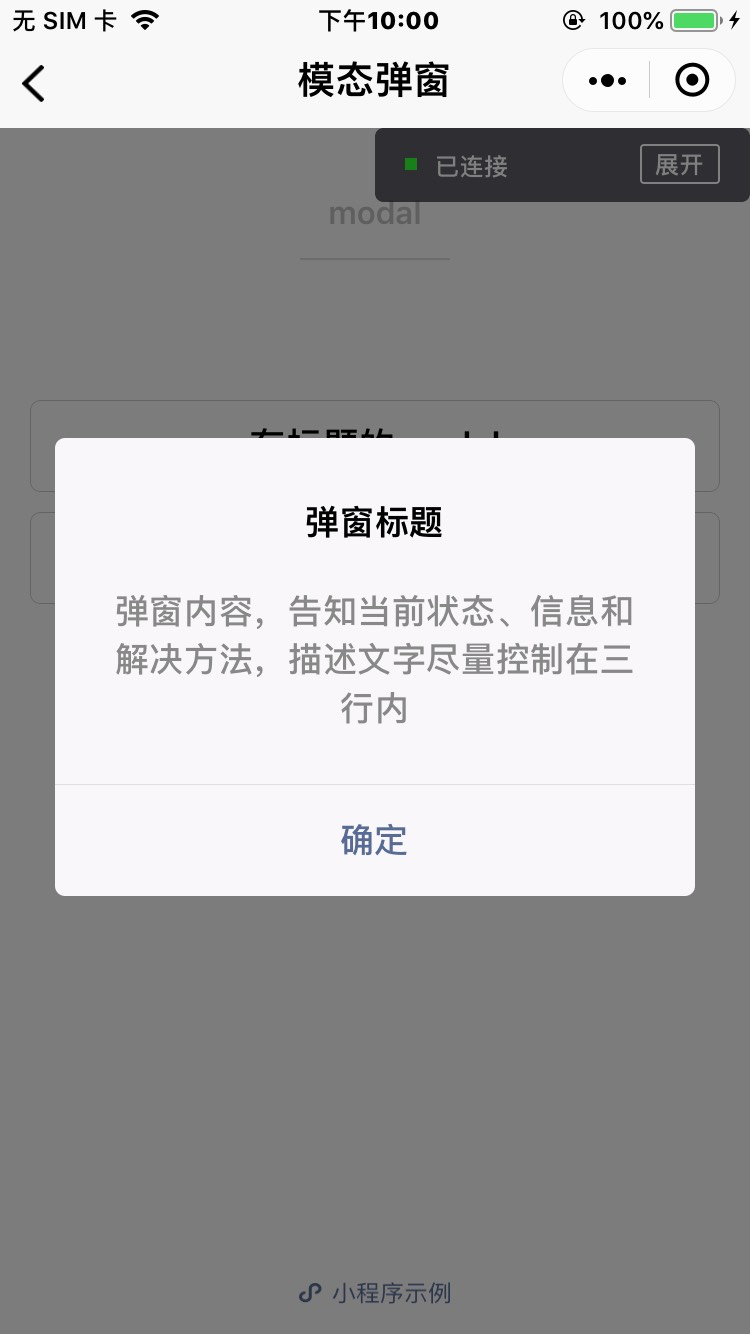 无 SIM 卡
下午10:00
100%
模态弹窗
已连接
展开
modal
弹窗标题
弹窗内容，告知当前状态、信息和
解决方法，描述文字尽量控制在三
行内
确定
小程序示例